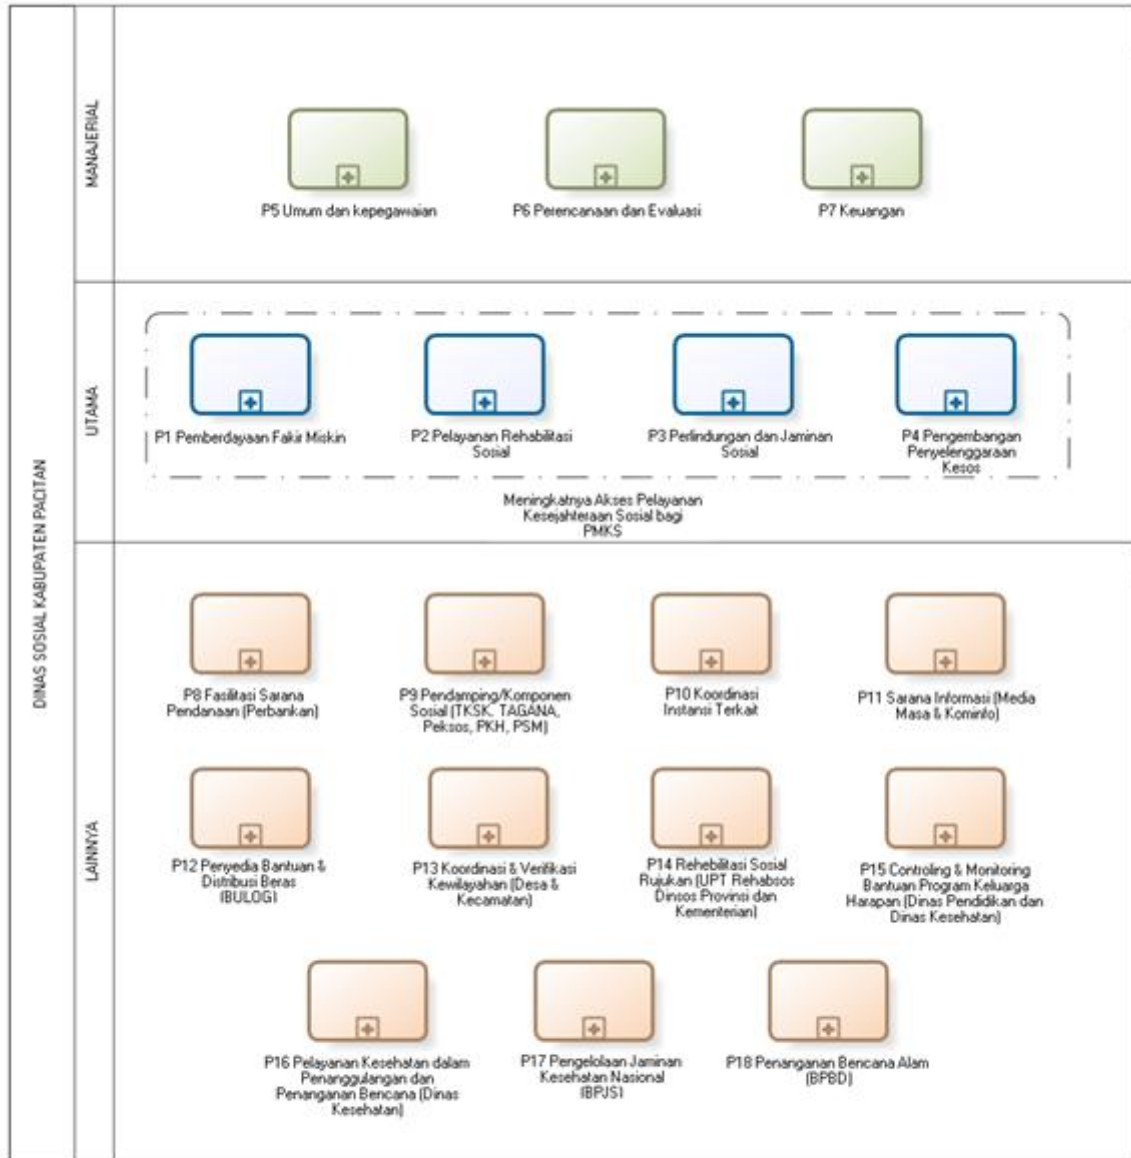 DINAS SOSIAL KABUPATEN PACITAN
MANAJERIAL
P5 Umum dan kepegawaian
P6 Perencanaan dan Evaluasi
P7 Keuangan
UTAMA
P1 Pemberdayaan Fakir Miskin
P2 Pelayanan Rehabilitasi
Sosial
P3 Perlindungan dan Jaminan
Sosial
P4 Pengembangan
Penyelenggaraan
Kesos
Meningkatnya Akses Pelayanan
Kesejahteraan Sosial bagi
PMKS
LAINNYA
P8 Fasilitasi Sarana
Pendanaan (Perbankan)
P9 Pendamping/Komponen
Sosial (TKSK, TAGANA,
Peksos, PKH, PSM)
P10 Koordinasi
Instansi Terkait
P11 Sarana Informasi (Media
Masa & Kominfo)
P12 Penyedia Bantuan &
Distribusi Beras
(BULOG)
P13 Koordinasi & Verifikasi
Kewilayahan (Desa &
Kecamatan)
P14 Rehebilitasi Sosial
Rujukan (UPT Rehabsos
Dinsos Provinsi dan
Kementerian)
P15 Controling & Monitoring
Bantuan Program Keluarga
Harapan (Dinas Pendidikan dan
Dinas Kesehatan)
P16 Pelayanan Kesehatan dalam
Penanggulangan dan
Penanganan Bencana (Dinas
Kesehatan)
P17 Pengelolaan Jaminan
Kesehatan Nasional
(BPJS)
P18 Penanganan Bencana Alam
(BPBD)